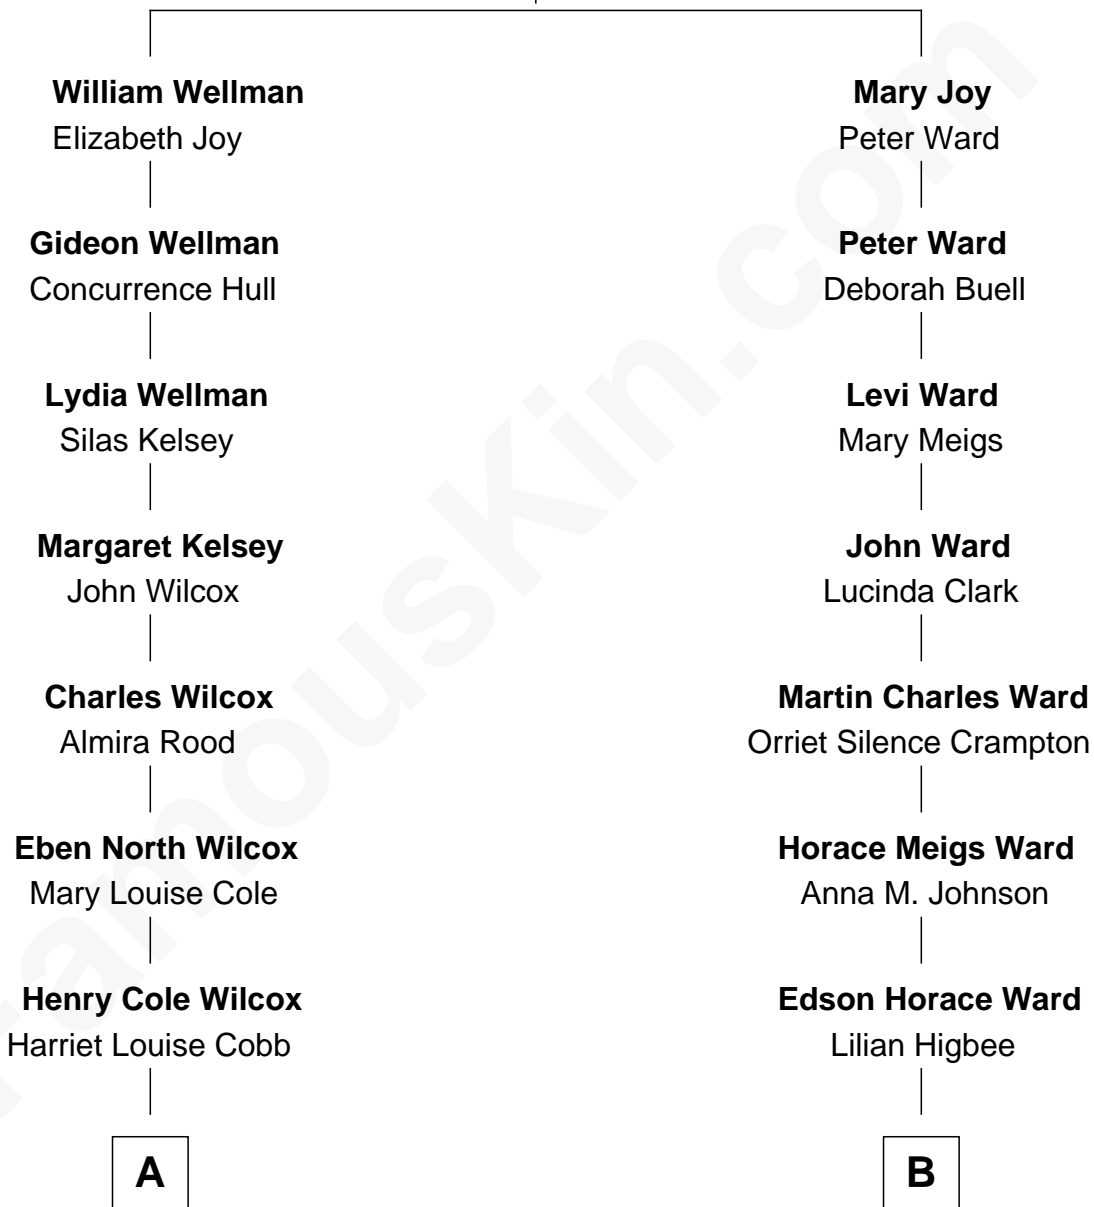 William Wellman
Elizabeth Joy
Mary Joy
Peter Ward
Gideon Wellman
Concurrence Hull
Peter Ward
Deborah Buell
Lydia Wellman
Silas Kelsey
Levi Ward
Mary Meigs
Margaret Kelsey
John Wilcox
John Ward
Lucinda Clark
Charles Wilcox
Almira Rood
Martin Charles Ward
Orriet Silence Crampton
Eben North Wilcox
Mary Louise Cole
Horace Meigs Ward
Anna M. Johnson
Henry Cole Wilcox
Harriet Louise Cobb
Edson Horace Ward
Lilian Higbee
A
B
FamousKin.com